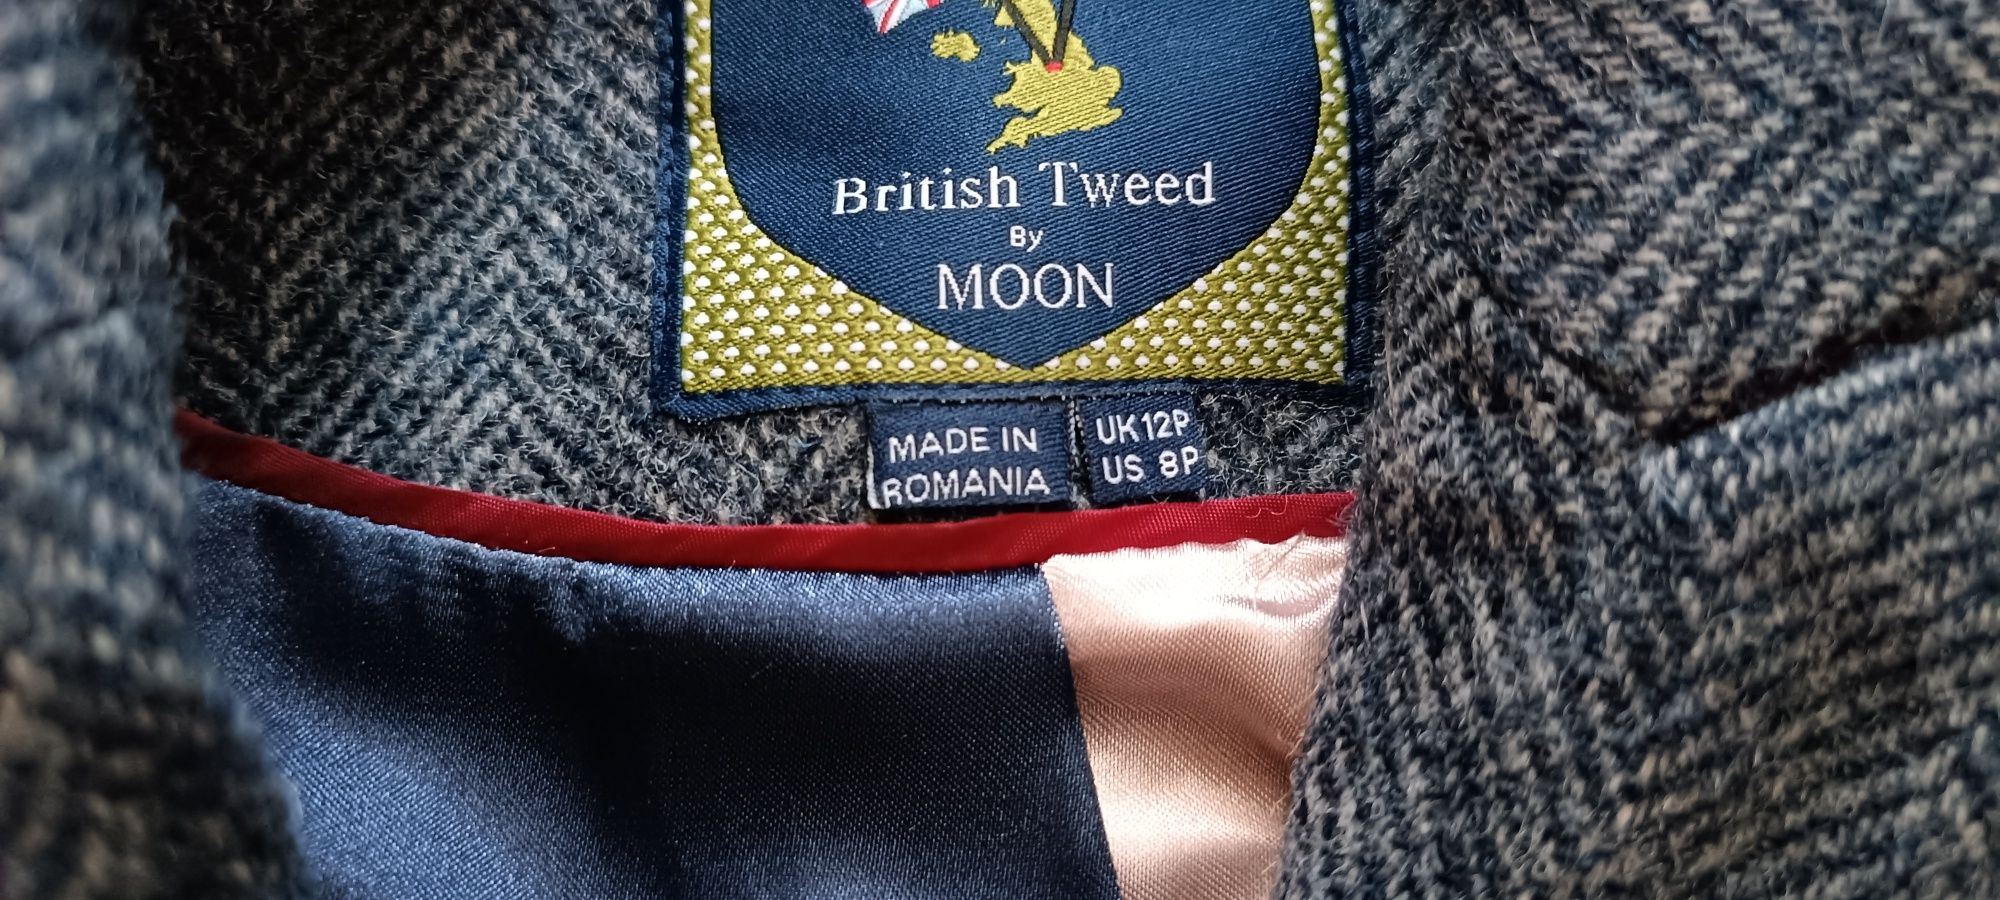 British Tweed
By
MOON
MADE IN
ROMANIA
UK12P
US 8P